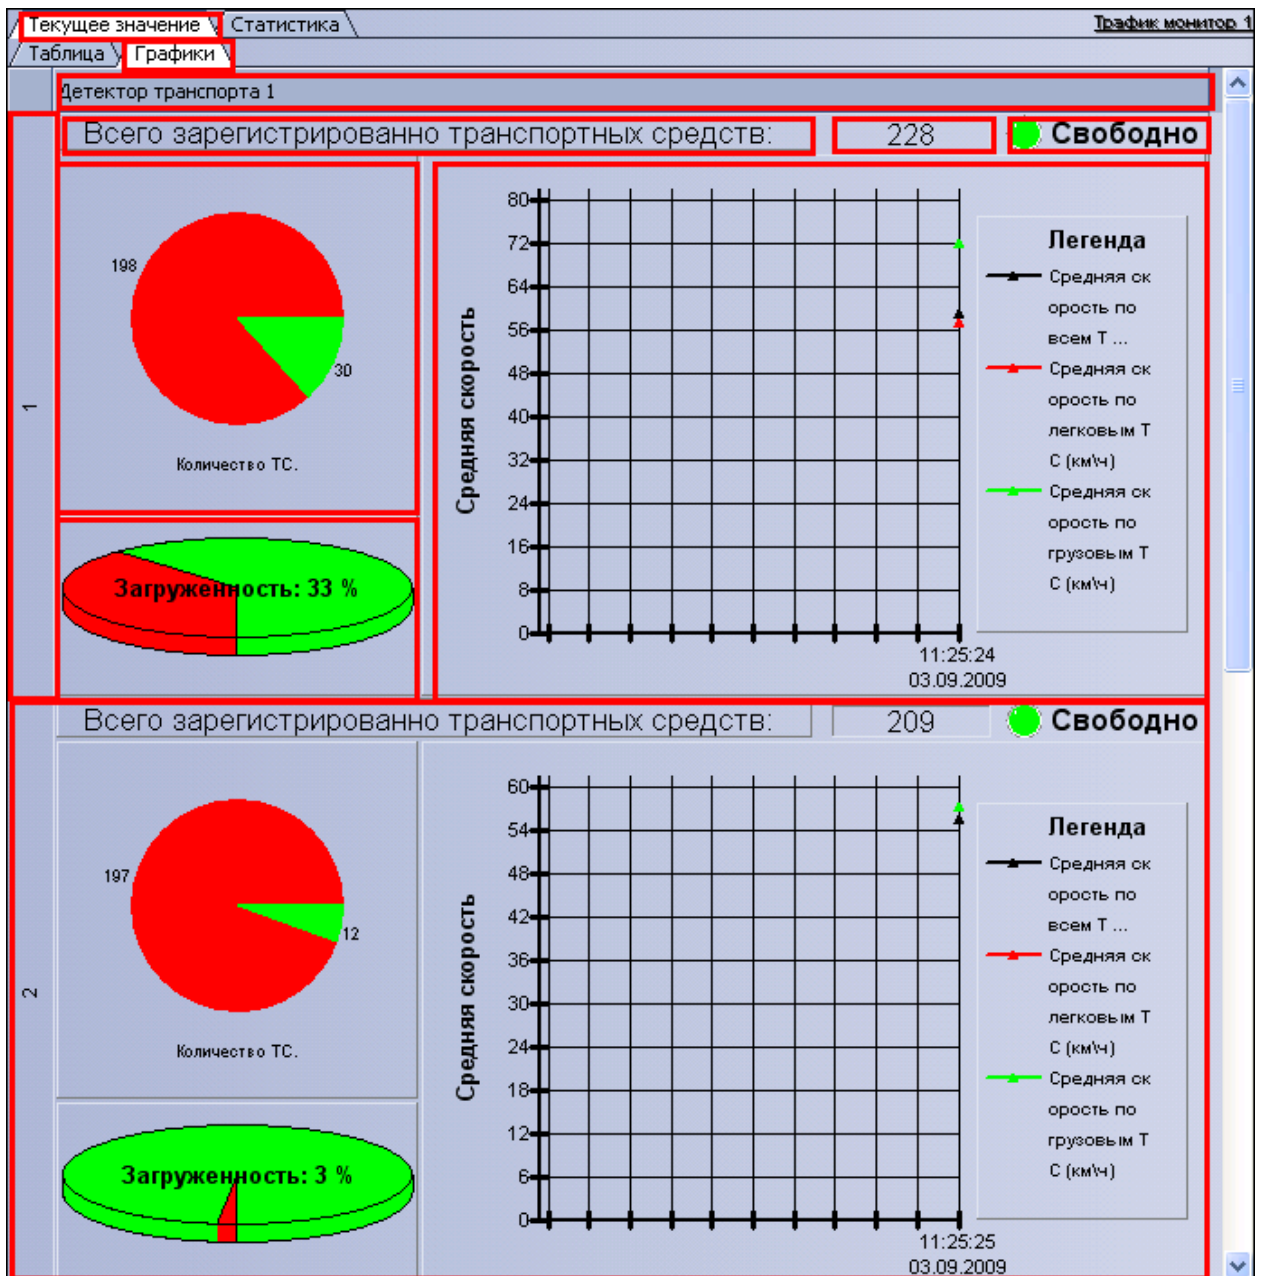 Текущее значение Статистика Трафик монитор 1
Таблица Графики
Детектор транспорта 1
1
Всего зарегистрированно транспортных средств: 228 Свободно
198
30
Количество ТС.
Загруженность: 33 %
Средняя скорость
80
72
64
56
48
40
32
24
16
8
0
11:25:24
03.09.2009
Легенда
Средняя ск
орость по
всем Т ...
Средняя ск
орость по
легковым Т
С (км\ч)
Средняя ск
орость по
грузовым Т
С (км\ч)
2
Всего зарегистрированно транспортных средств: 209 Свободно
197
12
Количество ТС.
Загруженность: 3 %
Средняя скорость
60
54
48
42
36
30
24
18
12
6
0
11:25:25
03.09.2009
Легенда
Средняя ск
орость по
всем Т ...
Средняя ск
орость по
легковым Т
С (км\ч)
Средняя ск
орость по
грузовым Т
С (км\ч)